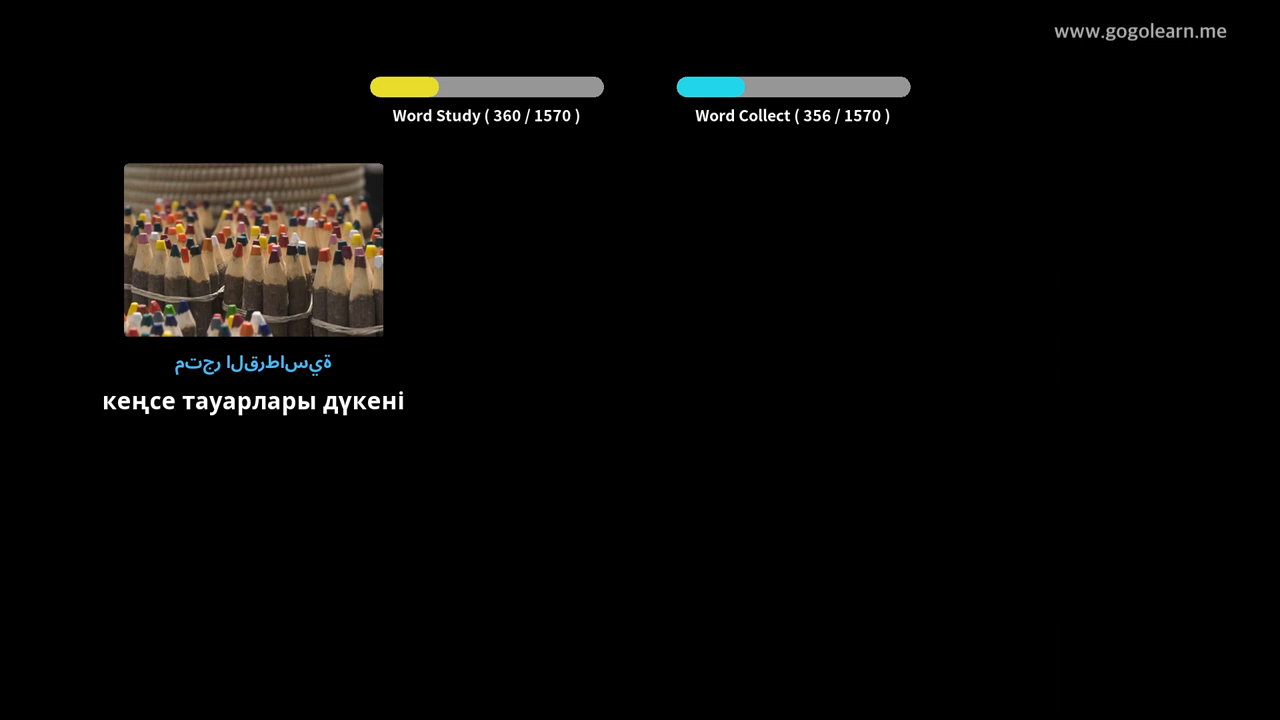 www.gogolearn.me
Word Study ( 360 / 1570 )
Word Collect ( 356 / 1570 )
متجر القرطاسية
кеңсе тауарлары дүкені